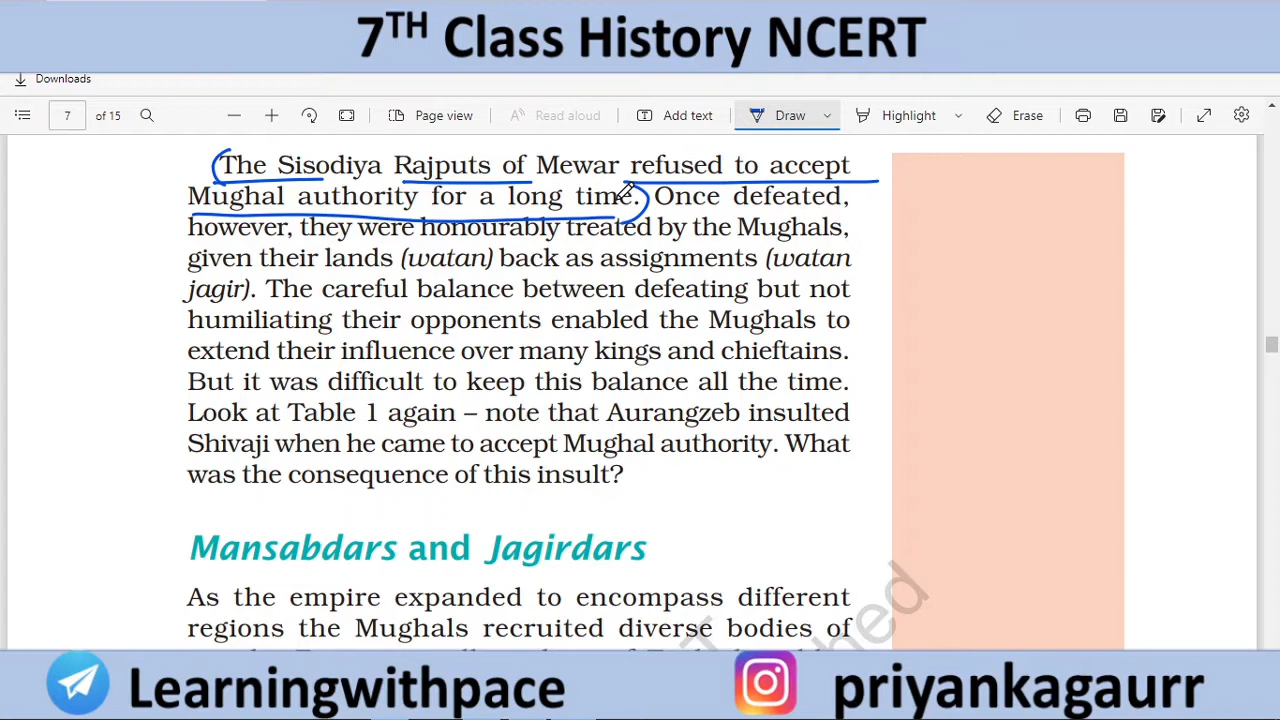 7TH Class History NCERT
Downloads
7 of 15 Page view Read aloud Add text Draw Highlight Erase
The Sisodiya Rajputs of Mewar refused to accept
Mughal authority for a long time. Once defeated,
however, they were honourably treated by the Mughals,
given their lands (watan) back as assignments (watan
jagir). The careful balance between defeating but not
humiliating their opponents enabled the Mughals to
extend their influence over many kings and chieftains.
But it was difficult to keep this balance all the time.
Look at Table 1 again – note that Aurangzeb insulted
Shivaji when he came to accept Mughal authority. What
was the consequence of this insult?
Mansabdars and Jagirdars
As the empire expanded to encompass different
regions the Mughals recruited diverse bodies of
Learningwithpace priyankagaurr